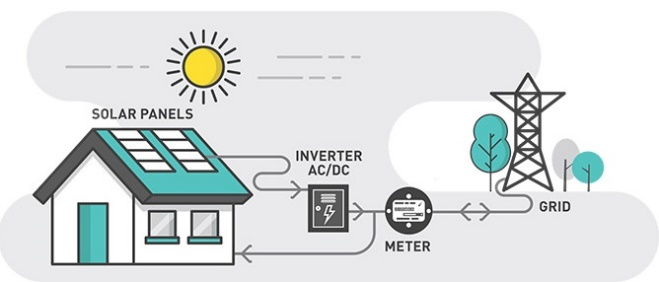 SOLAR PANELS
INVERTER
AC/DC
METER
GRID